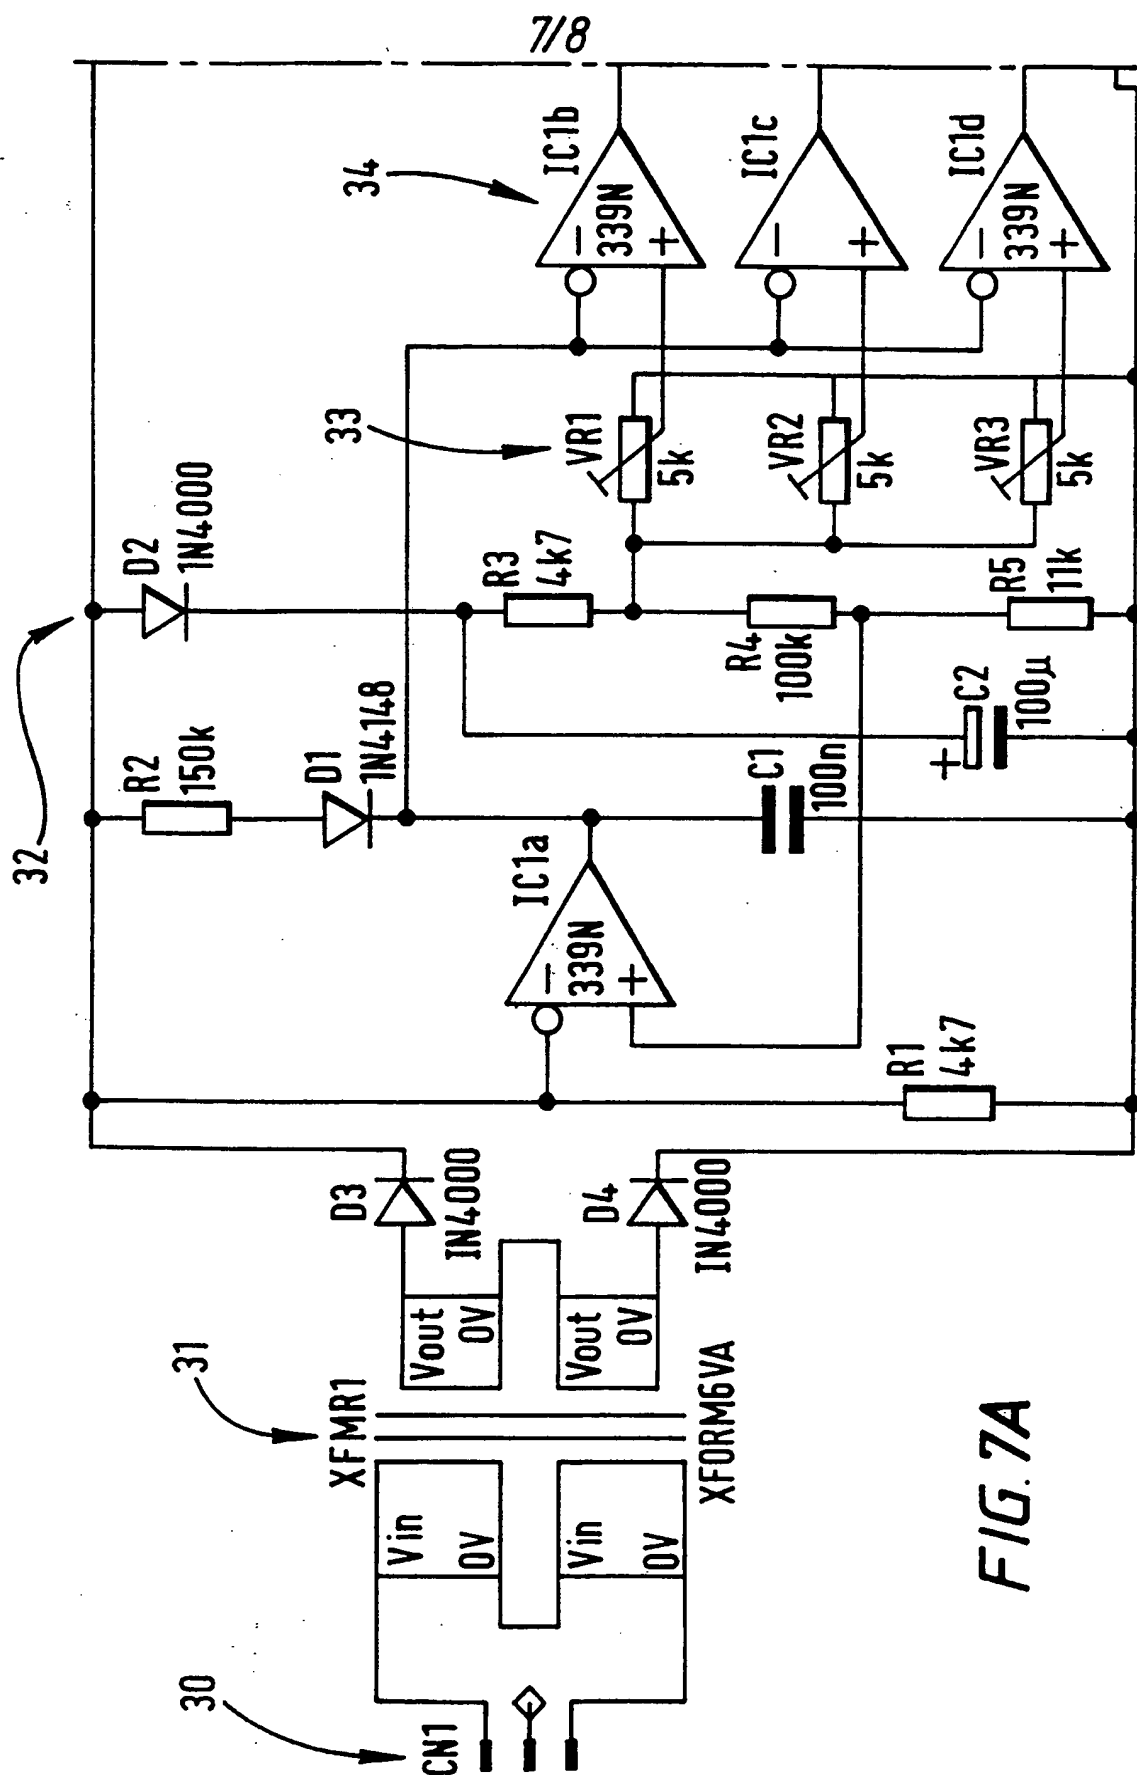 7/8
32
33
34
D2
1N4000
R2
150k
D1
1N4148
IC1b
339N
−
+
IC1c
−
+
IC1d
339N
−
+
VR1
5k
VR2
5k
VR3
5k
R3
4k7
R4
100k
R5
11k
C2
100µ
+
C1
100n
IC1a
339N
−
+
R1
4k7
D3
IN4000
D4
IN4000
31
XFMR1
Vout
0V
Vout
0V
XFORM6VA
Vin
0V
Vin
0V
30
CN1
FIG. 7A